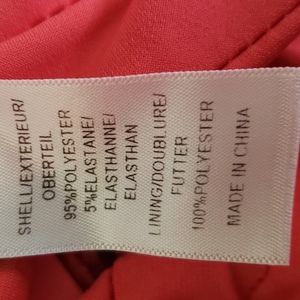 SHELL/EXTERIEUR/
OBERTEIL
95%POLYESTER
5%ELASTANE/
ELASTHANNE/
ELASTHAN
LINING/DOUBLURE/
FUTTER
100%POLYESTER
MADE IN CHINA